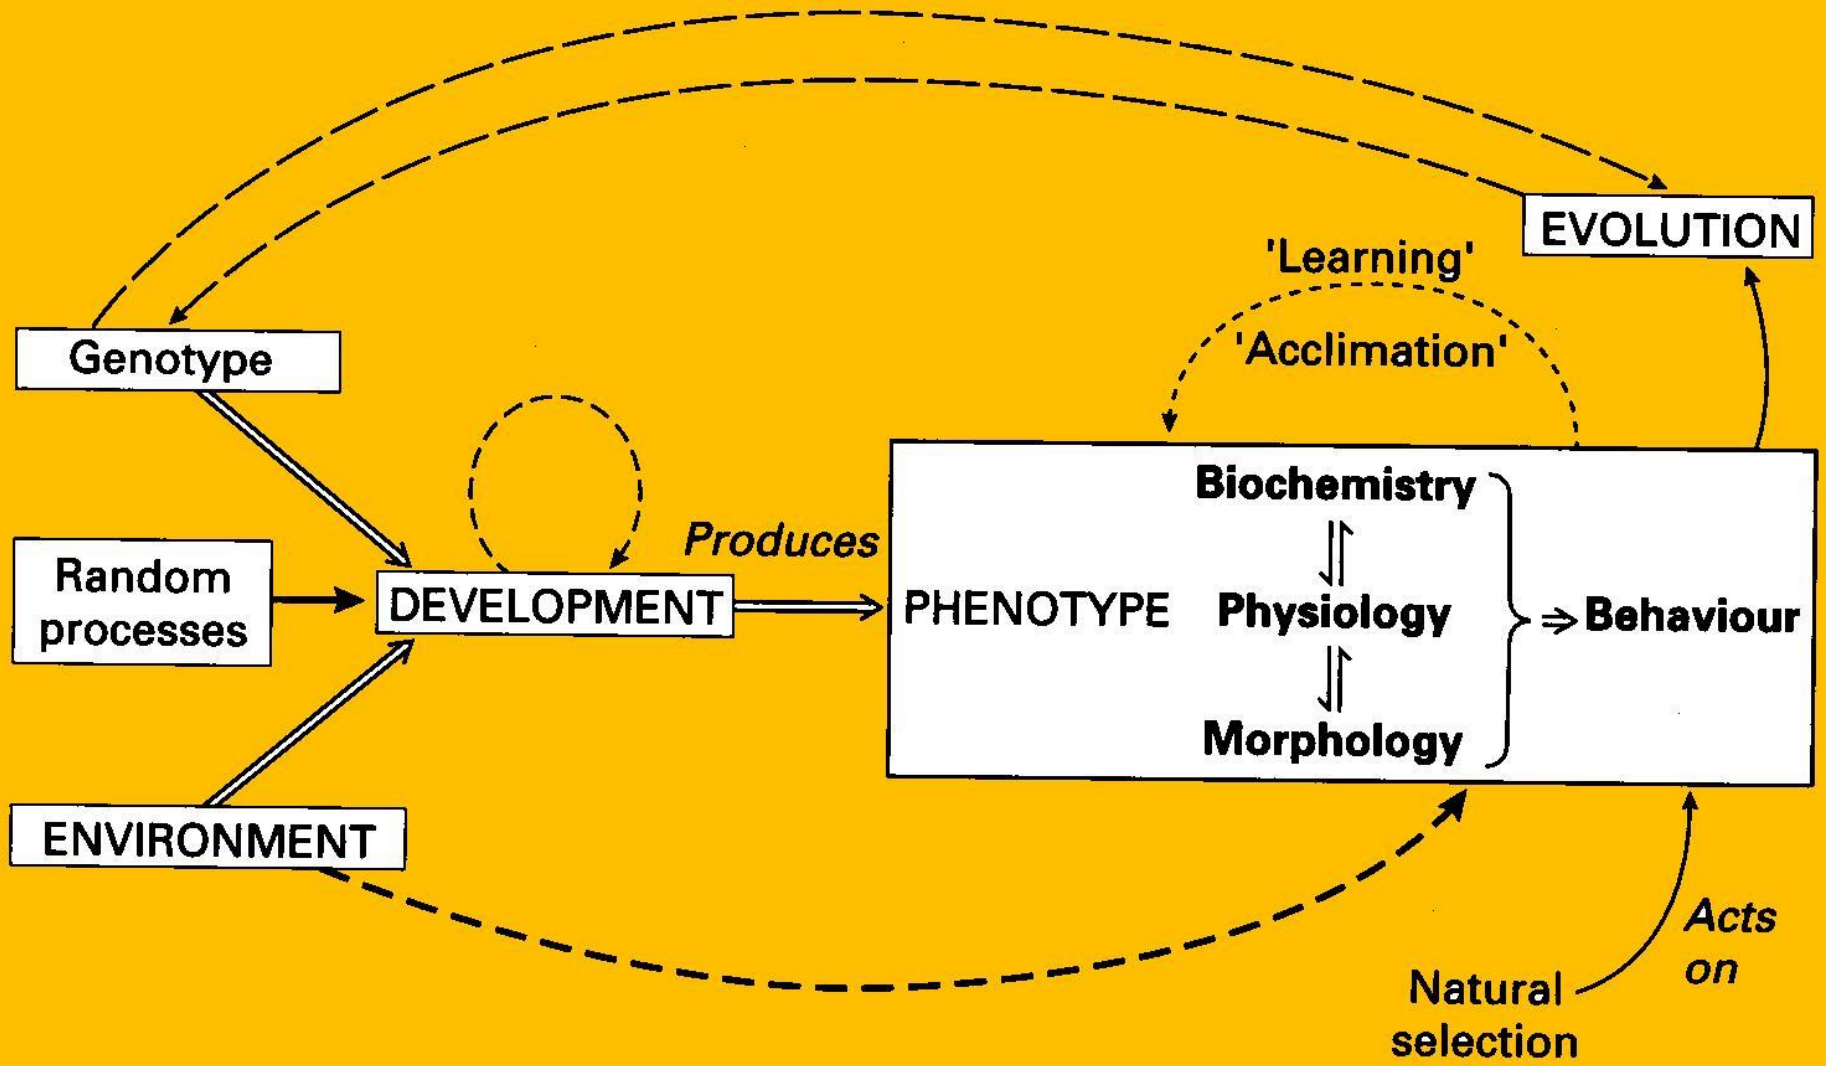 EVOLUTION
'Learning'
'Acclimation'
Genotype
Random
processes
DEVELOPMENT
Produces
PHENOTYPE
Biochemistry
Physiology
Morphology
Behaviour
ENVIRONMENT
Acts
on
Natural
selection